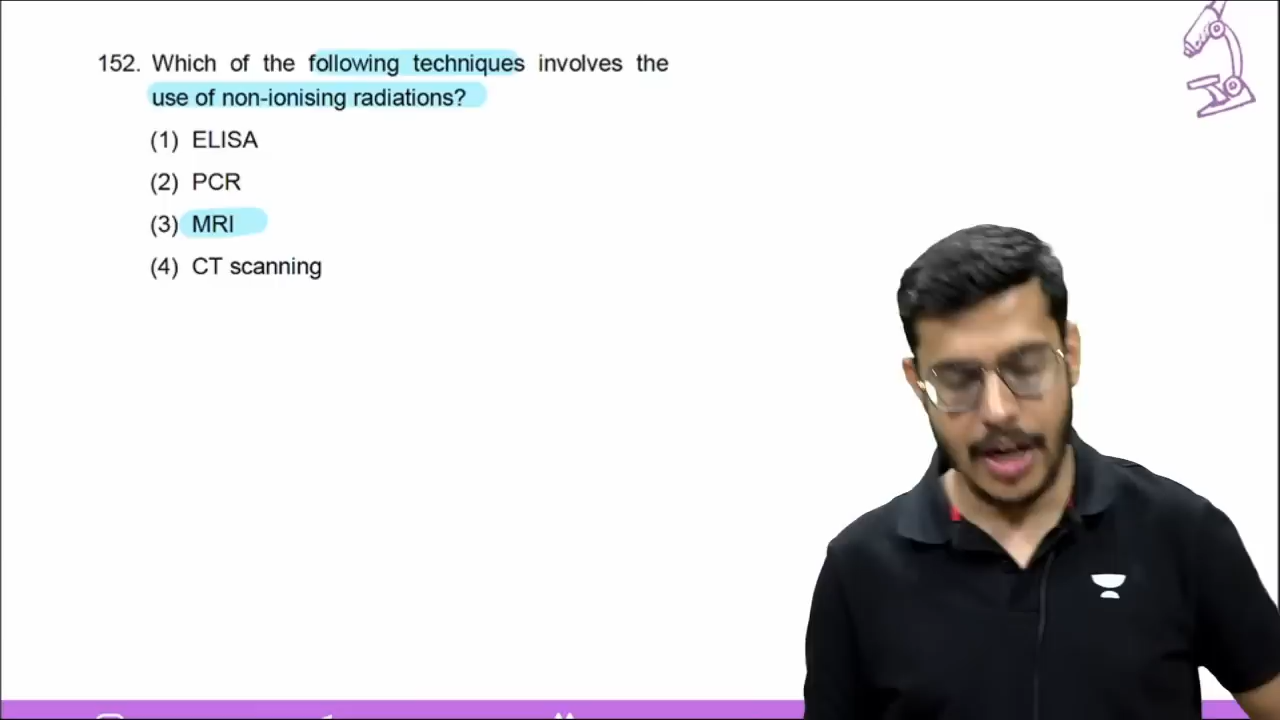 152. Which of the following techniques involves the
use of non-ionising radiations?
(1) ELISA
(2) PCR
(3) MRI
(4) CT scanning